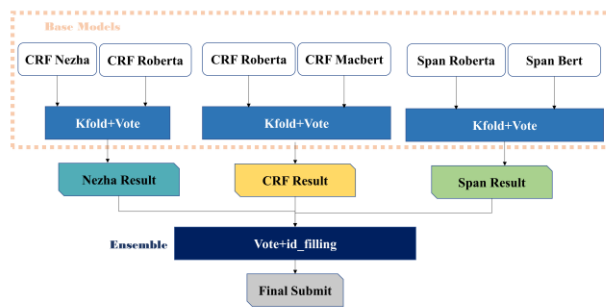 Base Models
CRF Nezha
CRF Roberta
CRF Roberta
CRF Macbert
Span Roberta
Span Bert
Kfold+Vote
Kfold+Vote
Kfold+Vote
Nezha Result
CRF Result
Span Result
Ensemble
Vote+id_filling
Final Submit